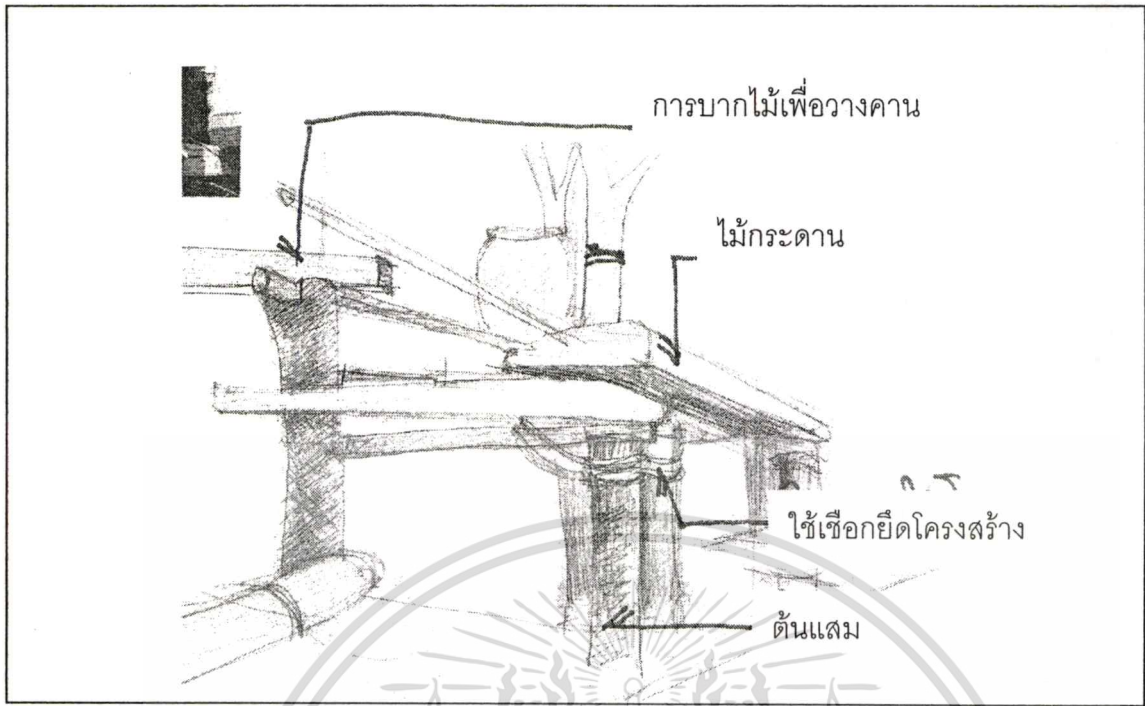 การบากไม้เพื่อวางคาน
ไม้กระดาน
ใช้เชือกยึดโครงสร้าง
ต้นแสม